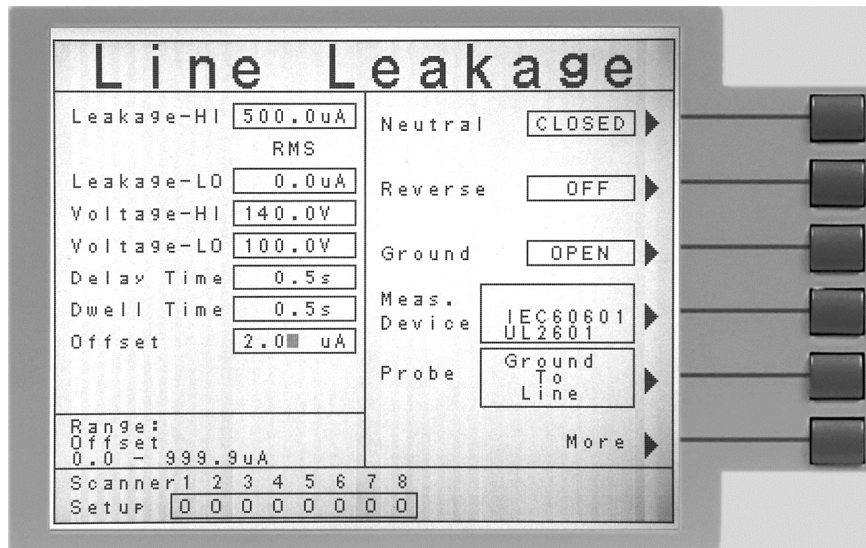 Line Leakage
Leakage-HI 500.0uA
RMS
Leakage-LO 0.0uA
Voltage-HI 140.0V
Voltage-LO 100.0V
Delay Time 0.5s
Dwell Time 0.5s
Offset 2.0 uA
Range:
Offset
0.0 - 999.9uA
Neutral CLOSED
Reverse OFF
Ground OPEN
Meas.
Device IEC60601
UL2601
Probe Ground
To
Line
More
Scanner 1 2 3 4 5 6 7 8
Setup 0 0 0 0 0 0 0 0